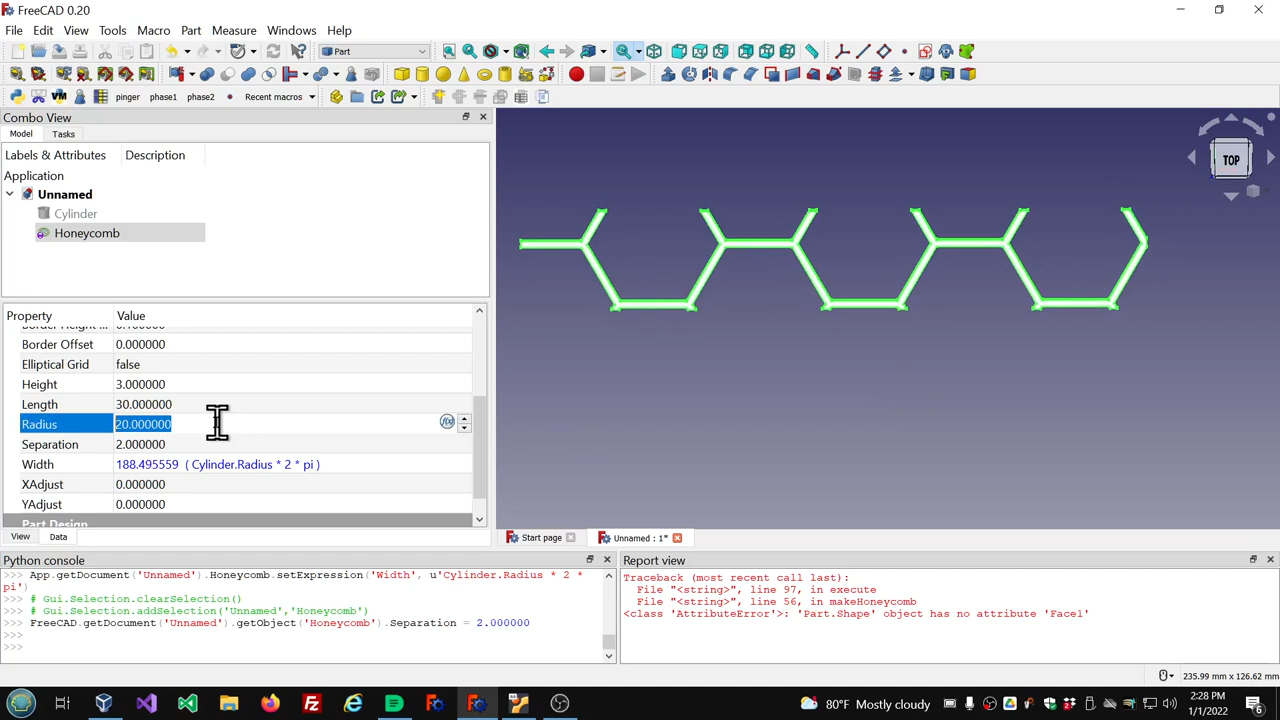 FreeCAD 0.20
File Edit View Tools Macro Part Measure Windows Help
Part
pinger phase1 phase2 Recent macros
Combo View
Model Tasks
Labels & Attributes Description
Application
Unnamed
Cylinder
Honeycomb
Property Value
Border Offset 0.000000
Elliptical Grid false
Height 3.000000
Length 30.000000
Radius 20.000000
Separation 2.000000
Width 188.495559 ( Cylinder.Radius * 2 * pi )
XAdjust 0.000000
YAdjust 0.000000
Part Design
View Data
TOP
Start page Unnamed : 1*
Python console
>>> App.getDocument('Unnamed').Honeycomb.setExpression('Width', u'Cylinder.Radius * 2 *
pi')
>>> # Gui.Selection.clearSelection()
>>> # Gui.Selection.addSelection('Unnamed','Honeycomb')
>>> FreeCAD.getDocument('Unnamed').getObject('Honeycomb').Separation = 2.000000
>>>
>>>
Report view
Traceback (most recent call last):
File "<string>", line 97, in execute
File "<string>", line 56, in makeHoneycomb
<class 'AttributeError'>: 'Part.Shape' object has no attribute 'Face1'
235.99 mm x 126.62 mm
80°F Mostly cloudy
2:28 PM
1/1/2022
6